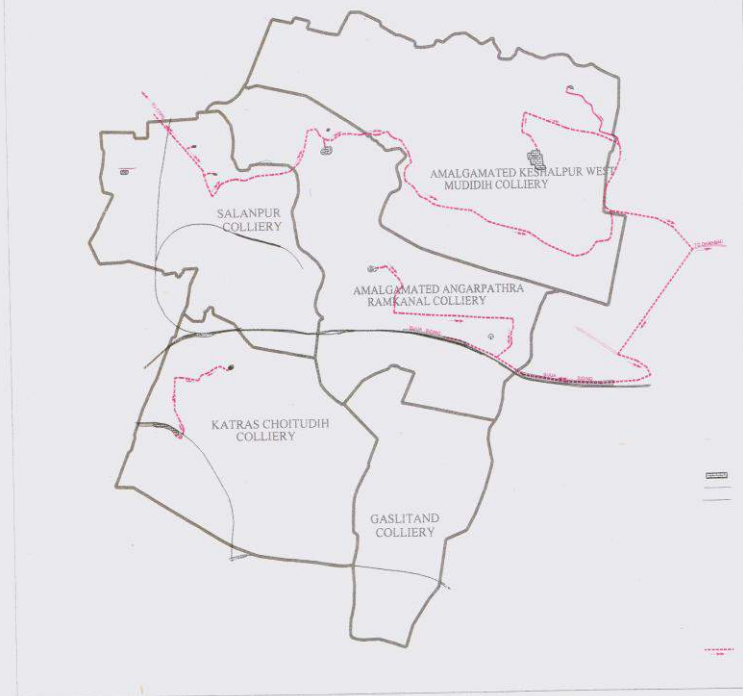 AMALGAMATED KESHALPUR WEST
MUDIDIH COLLIERY
SALANPUR
COLLIERY
AMALGAMATED ANGARPATHRA
RAMKANAL COLLIERY
KATRAS CHOITUDIH
COLLIERY
GASLITAND
COLLIERY